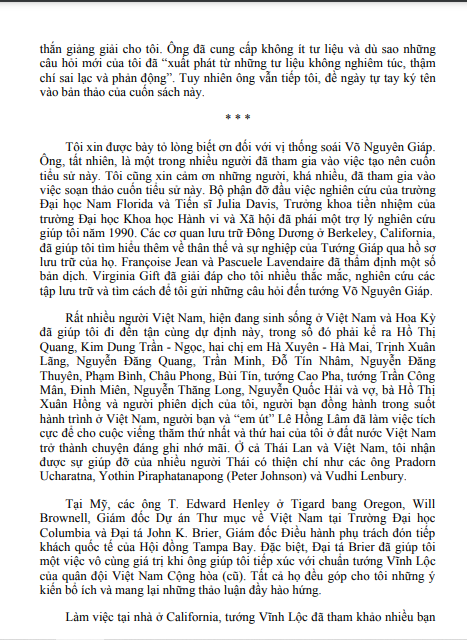 thắn giảng giải cho tôi. Ông đã cung cấp không ít tư liệu và dù sao những
câu hỏi mới của tôi đã “xuất phát từ những tư liệu không nghiêm túc, thậm
chí sai lạc và phản động”. Tuy nhiên ông vẫn tiếp tôi, đề ngày tự tay ký tên
vào bản thảo của cuốn sách này.
* * *
Tôi xin được bày tỏ lòng biết ơn đối với vị thống soái Võ Nguyên Giáp.
Ông, tất nhiên, là một trong nhiều người đã tham gia vào việc tạo nên cuốn
tiểu sử này. Tôi cũng xin cảm ơn những người, khá nhiều, đã tham gia vào
việc soạn thảo cuốn tiểu sử này. Bộ phận đỡ đầu việc nghiên cứu của trường
Đại học Nam Florida và Tiến sĩ Julia Davis, Trưởng khoa tiền nhiệm của
trường Đại học Khoa học Hành vi và Xã hội đã phái một trợ lý nghiên cứu
giúp tôi năm 1990. Các cơ quan lưu trữ Đông Dương ở Berkeley, California,
đã giúp tôi tìm hiểu thêm về thân thế và sự nghiệp của Tướng Giáp qua hồ sơ
lưu trữ của họ. Françoise Jean và Pascuele Lavendaire đã thẩm định một số
bản dịch. Virginia Gift đã giải đáp cho tôi nhiều thắc mắc, nghiên cứu các
tập lưu trữ và tìm cách để tôi gửi những câu hỏi đến tướng Võ Nguyên Giáp.
Rất nhiều người Việt Nam, hiện đang sinh sống ở Việt Nam và Hoa Kỳ
đã giúp tôi đi đến tận cùng dự định này, trong số đó phải kể ra Hồ Thị
Quang, Kim Dung Trần - Ngọc, hai chị em Hà Xuyên - Hà Mai, Trịnh Xuân
Lãng, Nguyễn Đăng Quang, Trần Minh, Đỗ Tín Nhâm, Nguyễn Đăng
Thuyên, Phạm Bình, Châu Phong, Bùi Tín, tướng Cao Pha, tướng Trần Công
Mân, Đinh Miên, Nguyễn Thăng Long, Nguyễn Quốc Hải và vợ, bà Hồ Thị
Xuân Hồng và người phiên dịch của tôi, người bạn đồng hành trong suốt
hành trình ở Việt Nam, người bạn và “em út” Lê Hồng Lâm đã làm việc tích
cực để cho cuộc viếng thăm thứ nhất và thứ hai của tôi ở đất nước Việt Nam
trở thành chuyện đáng ghi nhớ mãi. Ở cả Thái Lan và Việt Nam, tôi nhận
được sự giúp đỡ của nhiều người Thái có thiện chí như các ông Pradorn
Ucharatna, Yothin Piraphatanapong (Peter Johnson) và Vudhi Lenbury.
Tại Mỹ, các ông T. Edward Henley ở Tigard bang Oregon, Will
Brownell, Giám đốc Dự án Thư mục về Việt Nam tại Trường Đại học
Columbia và Đại tá John K. Brier, Giám đốc Điều hành phụ trách đón tiếp
khách quốc tế của Hội đồng Tampa Bay. Đặc biệt, Đại tá Brier đã giúp tôi
một việc vô cùng giá trị khi ông giúp tôi tiếp xúc với chuẩn tướng Vĩnh Lộc
của quân đội Việt Nam Cộng hòa (cũ). Tất cả họ đều góp cho tôi những ý
kiến bổ ích và mang lại những thảo luận đầy hào hứng.
Làm việc tại nhà ở California, tướng Vĩnh Lộc đã tham khảo nhiều bạn